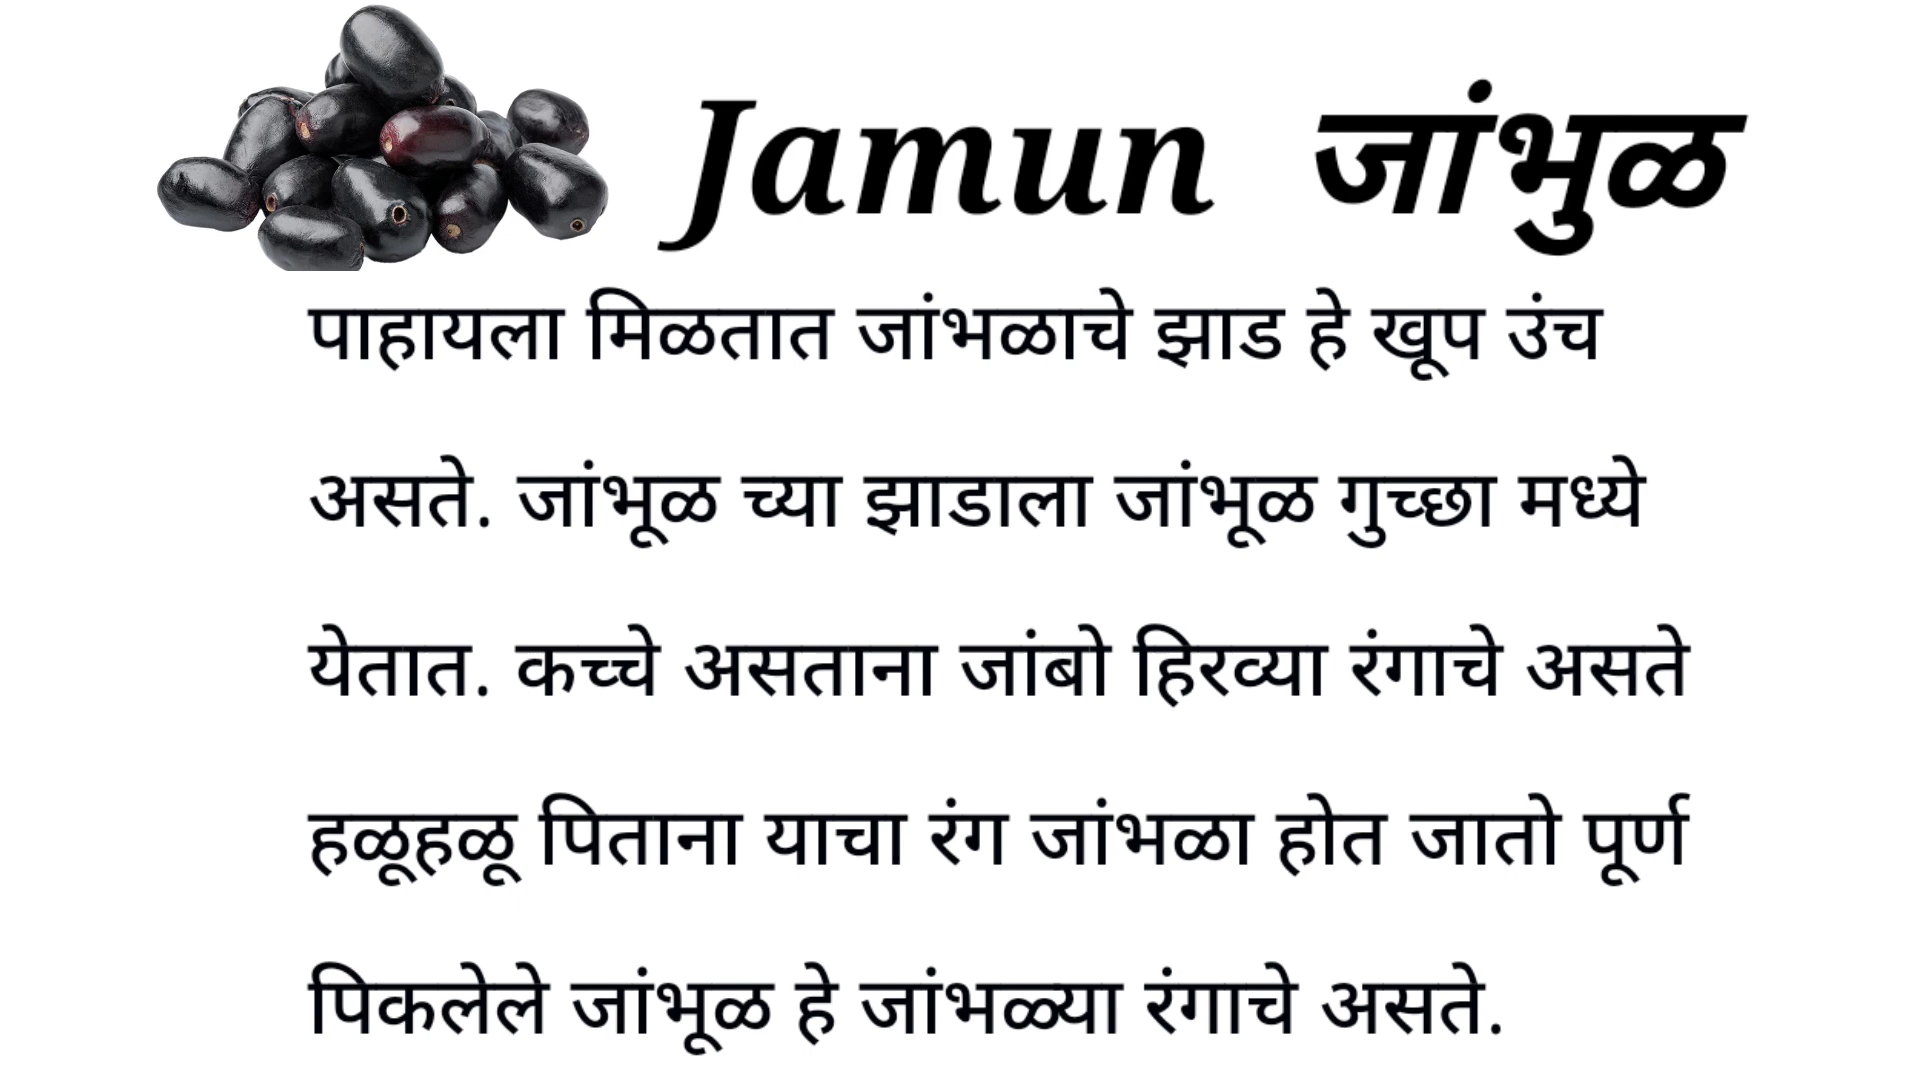 Jamun जांभुळ
पाहायला मिळतात जांभळाचे झाड हे खूप उंच
असते. जांभूळ च्या झाडाला जांभूळ गुच्छा मध्ये
येतात. कच्चे असताना जांबो हिरव्या रंगाचे असते
हळूहळू पिताना याचा रंग जांभळा होत जातो पूर्ण
पिकलेले जांभूळ हे जांभळ्या रंगाचे असते.